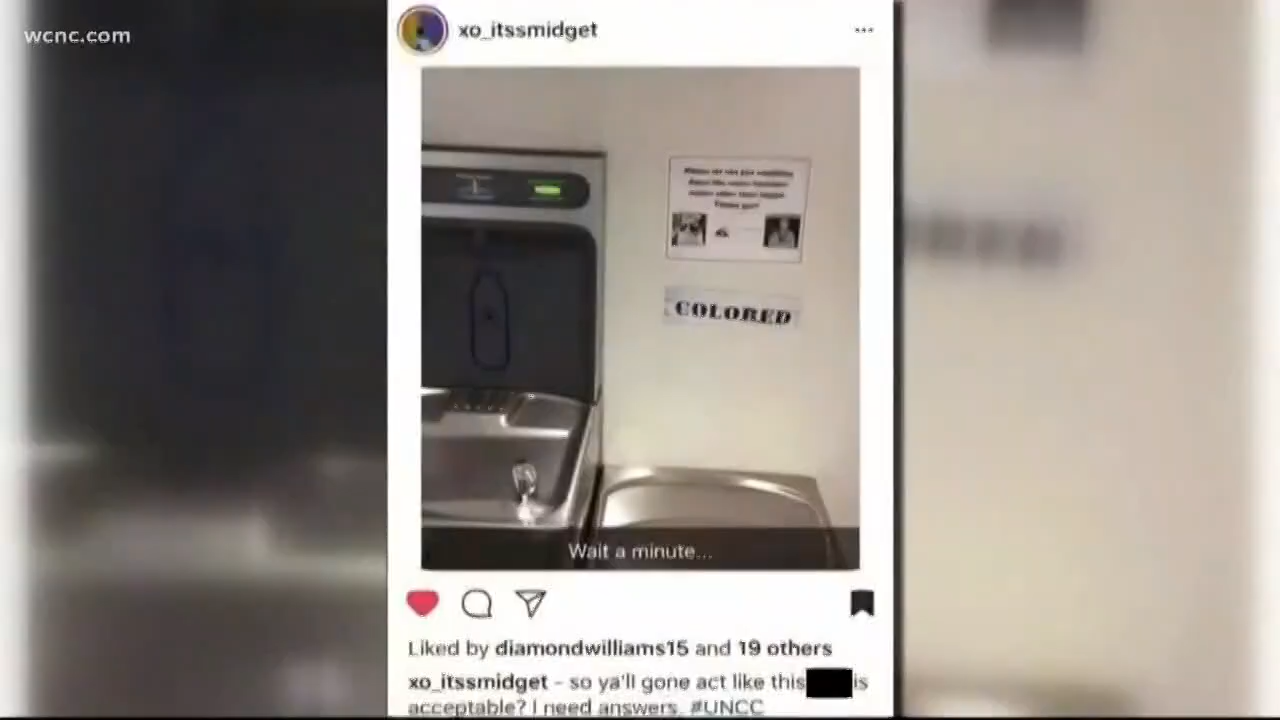 wcnc.com
xo_itssmidget
COLORED
Wait a minute...
Liked by diamondwilliams15 and 19 others
xo_itssmidget - so ya'll gone act like this is
acceptable? I need answers. #UNCC